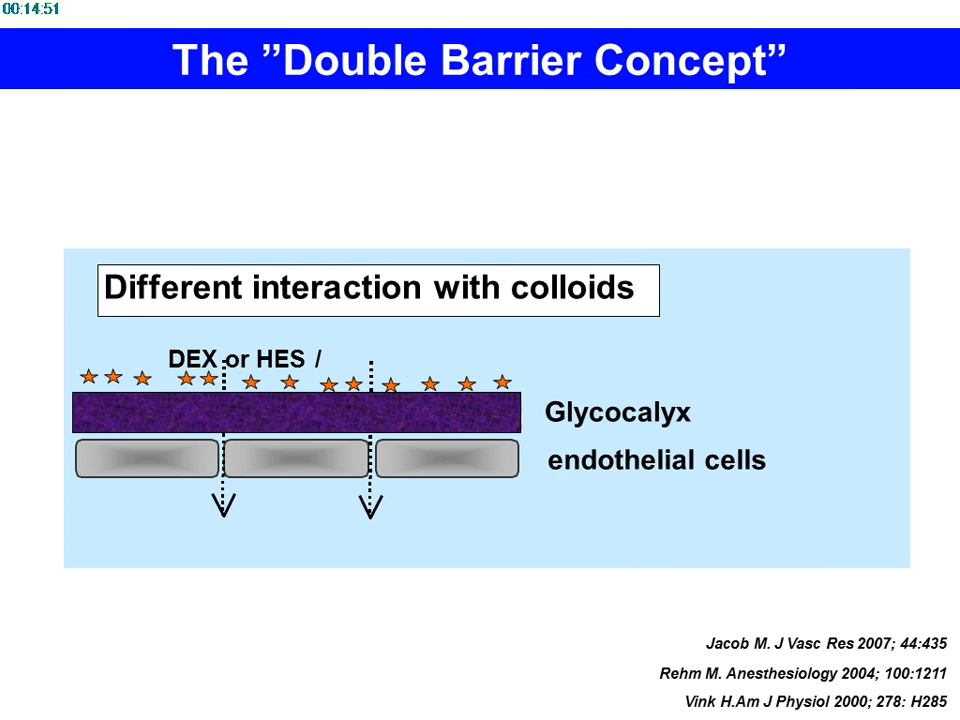 00:14:51
The ”Double Barrier Concept”
Different interaction with colloids
DEX or HES /
Glycocalyx
endothelial cells
Jacob M. J Vasc Res 2007; 44:435
Rehm M. Anesthesiology 2004; 100:1211
Vink H.Am J Physiol 2000; 278: H285